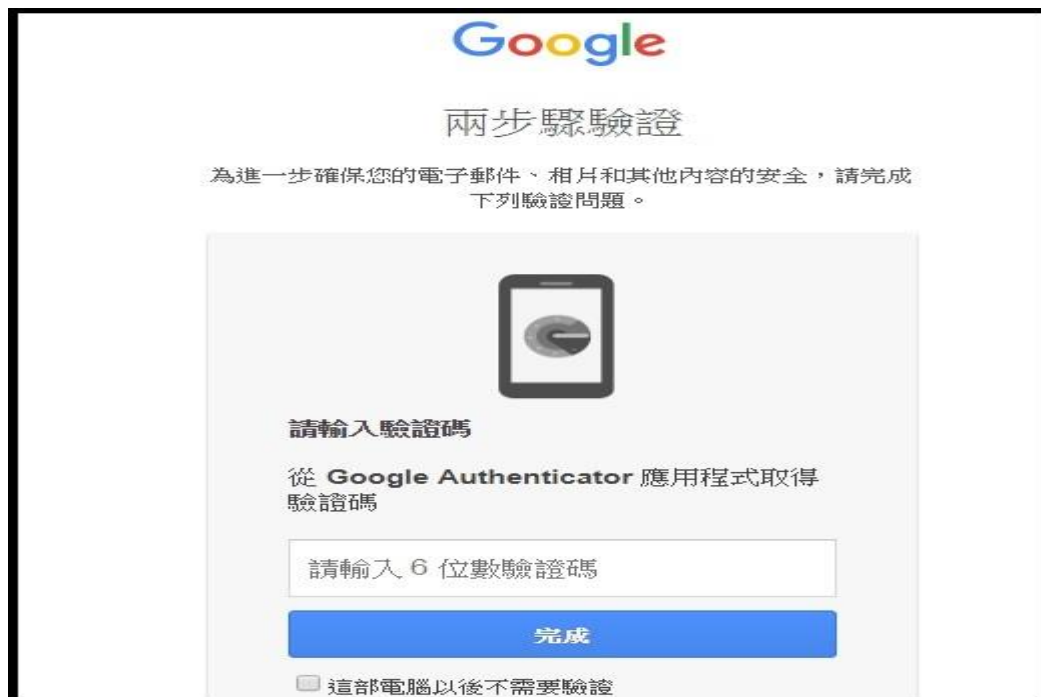 Google
兩步驟驗證
為進一步確保您的電子郵件、相片和其他內容的安全，請完成
下列驗證問題。
請輸入驗證碼
從 Google Authenticator 應用程式取得
驗證碼
請輸入 6 位數驗證碼
完成
這部電腦以後不需要驗證